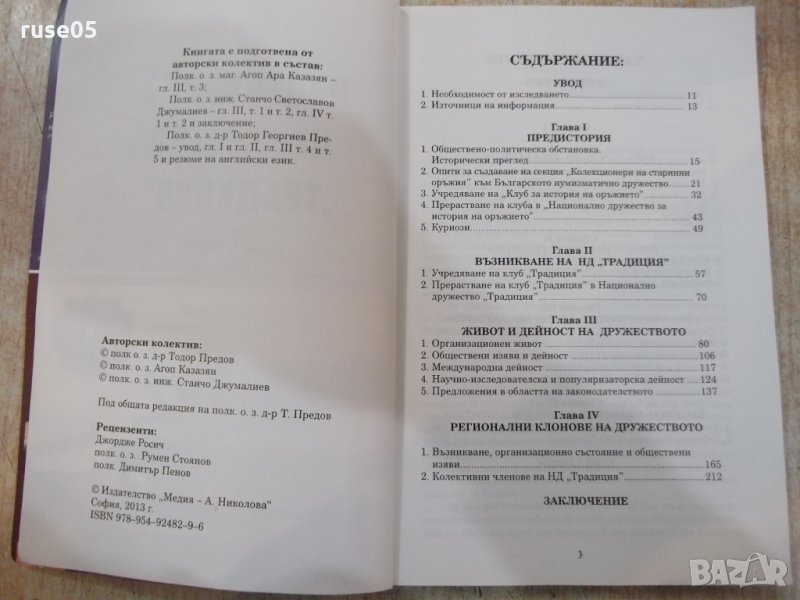 ruse05
Книгата е подготвена от
авторски колектив в състав:
Полк. о. з. маг. Агоп Ара Казазян –
гл. III, т. 3;
Полк. о. з. инж. Станчо Светославов
Джумалиев – гл. III, т. 1 и т. 2, гл. IV т.
1 и т. 2 и заключение;
Полк. о. з. д-р Тодор Георгиев Пре-
дов – увод, гл. I и гл. II, гл. III т. 4 и т.
5 и резюме на английски език.
Авторски колектив:
© полк. о. з. д-р Тодор Предов
© полк. о. з. Агоп Казазян
© полк. о. з. инж. Станчо Джумалиев
Под общата редакция на полк. о. з. д-р Т. Предов
Рецензенти:
Джордже Росич
полк. о. з. Румен Стоянов
полк. Димитър Пенов
© Издателство „Медия – А. Николова"
София, 2013 г.
ISBN 978-954-92482-9-6
СЪДЪРЖАНИЕ:
УВОД
1. Необходимост от изследването 11
2. Източници на информация 13
Глава I
ПРЕДИСТОРИЯ
1. Обществено-политическа обстановка.
Исторически преглед 15
2. Опити за създаване на секция „Колекционери на старинни
оръжия" към Българското нумизматично дружество 21
3. Учредяване на „Клуб за история на оръжието" 32
4. Прерастване на клуба в „Национално дружество за
история на оръжието" 43
5. Куриози 49
Глава II
ВЪЗНИКВАНЕ НА НД „ТРАДИЦИЯ"
1. Учредяване на клуб „Традиция" 57
2. Прерастване на клуб „Традиция" в Национално
дружество „Традиция" 70
Глава III
ЖИВОТ И ДЕЙНОСТ НА ДРУЖЕСТВОТО
1. Организационен живот 80
2. Обществени изяви и дейност 106
3. Международна дейност 117
4. Научно-изследователска и популяризаторска дейност 124
5. Предложения в областта на законодателството 137
Глава IV
РЕГИОНАЛНИ КЛОНОВЕ НА ДРУЖЕСТВОТО
1. Възникване, организационно състояние и обществени
изяви 165
2. Колективни членове на НД „Традиция" 212
ЗАКЛЮЧЕНИЕ
3
BAZAR